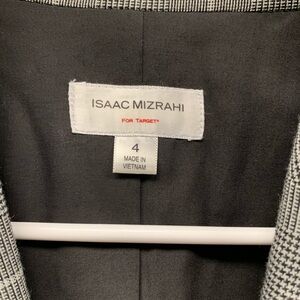 ISAAC MIZRAHI
FOR TARGET*
4
MADE IN
VIETNAM